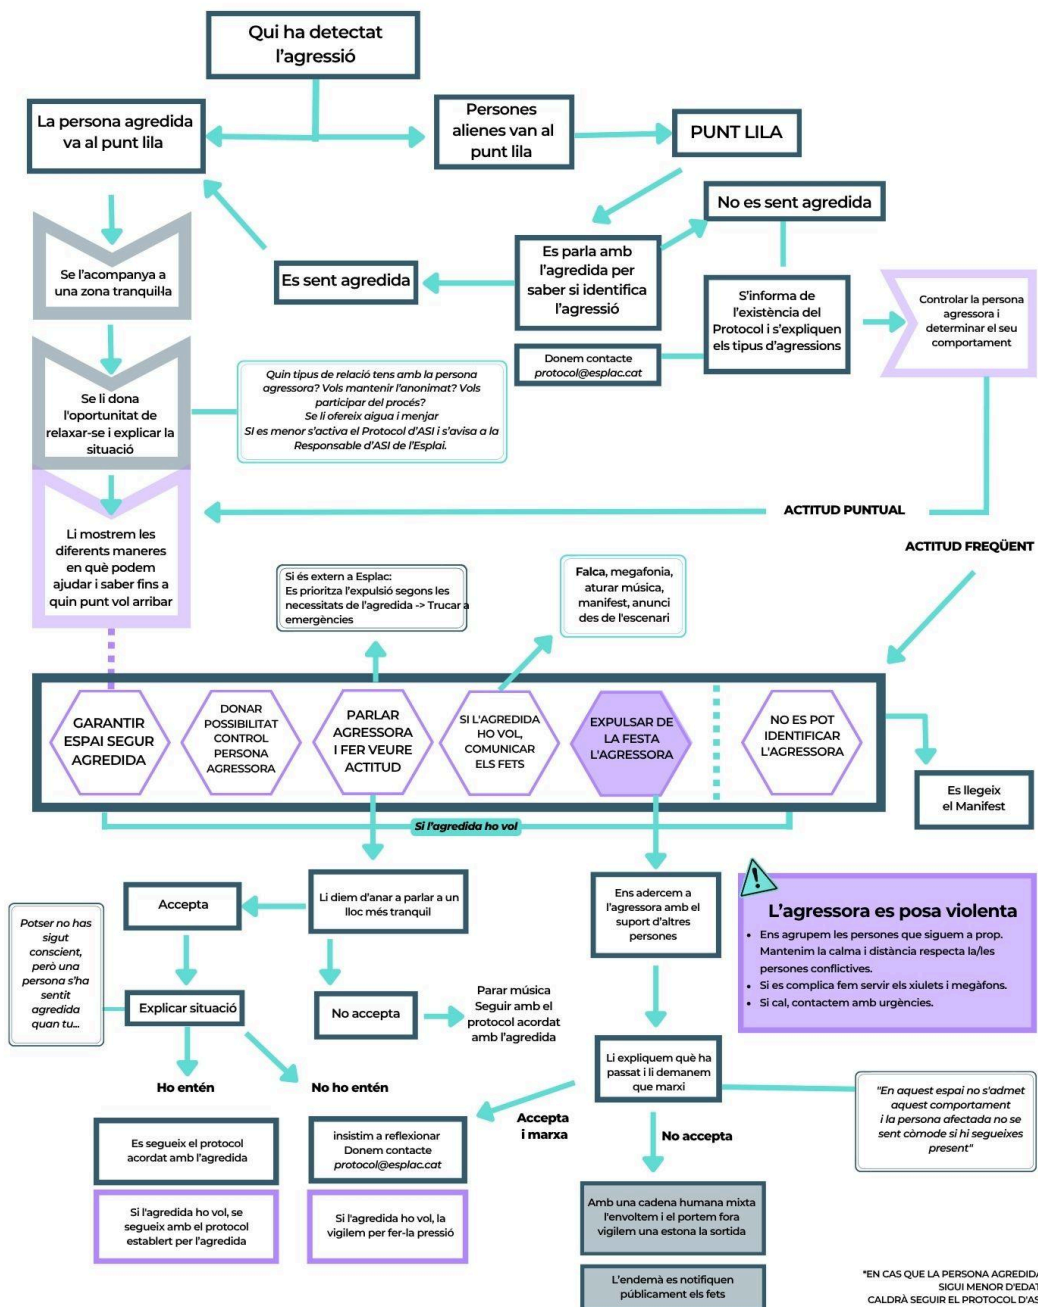 Qui ha detectat
l'agressió
La persona agredida
va al punt lila
Persones
alienes van al
punt lila
PUNT LILA
No es sent agredida
Se l'acompanya a
una zona tranquil·la
Es sent agredida
Es parla amb
l'agredida per
saber si identifica
l'agressió
S'informa de
l'existència del
Protocol i s'expliquen
els tipus d'agressions
Controlar la persona
agressora i
determinar el seu
comportament
Donem contacte
protocol@esplac.cat
Se li dona
l'oportunitat de
relaxar-se i explicar la
situació
Quin tipus de relació tens amb la persona
agressora? Vols mantenir l'anonimat? Vols
participar del procés?
Se li ofereix aigua i menjar
SI es menor s'activa el Protocol d'ASI i s'avisa a la
Responsable d'ASI de l'Esplai.
Li mostrem les
diferents maneres
en què podem
ajudar i saber fins a
quin punt vol arribar
ACTITUD PUNTUAL
ACTITUD FREQÜENT
Si és extern a Esplac:
Es prioritza l'expulsió segons les
necessitats de l'agredida -> Trucar a
emergències
Falca, megafonia,
aturar música,
manifest, anunci
des de l'escenari
GARANTIR
ESPAI SEGUR
AGREDIDA
DONAR
POSSIBILITAT
CONTROL
PERSONA
AGRESSORA
PARLAR
AGRESSORA
I FER VEURE
ACTITUD
SI L'AGREDIDA
HO VOL,
COMUNICAR
ELS FETS
EXPULSAR DE
LA FESTA
L'AGRESSORA
NO ES POT
IDENTIFICAR
L'AGRESSORA
Es llegeix
el Manifest
Si l'agredida ho vol
Accepta
Li diem d'anar a parlar a un
lloc més tranquil
Ens adercem a
l'agressora amb el
suport d'altres
persones
L'agressora es posa violenta
• Ens agrupem les persones que siguem a prop.
Mantenim la calma i distància respecta la/les
persones conflictives.
• Si es complica fem servir els xiulets i megàfons.
• Si cal, contactem amb urgències.
Potser no has
sigut
conscient,
però una
persona s'ha
sentit
agredida
quan tu...
Explicar situació
No accepta
Parar música
Seguir amb el
protocol acordat
amb l'agredida
Li expliquem què ha
passat i li demanem
que marxi
Ho entén
No ho entén
Accepta
i marxa
No accepta
"En aquest espai no s'admet
aquest comportament
i la persona afectada no se
sent còmode si hi segueixes
present"
Es segueix el protocol
acordat amb l'agredida
insistim a reflexionar
Donem contacte
protocol@esplac.cat
Si l'agredida ho vol, se
segueix amb el protocol
establert per l'agredida
Si l'agredida ho vol, la
vigilem per fer-la pressió
Amb una cadena humana mixta
l'envoltem i el portem fora
vigilem una estona la sortida
L'endemà es notifiquen
públicament els fets
*EN CAS QUE LA PERSONA AGREDIDA
SIGUI MENOR D'EDAT
CALDRÀ SEGUIR EL PROTOCOL D'AS